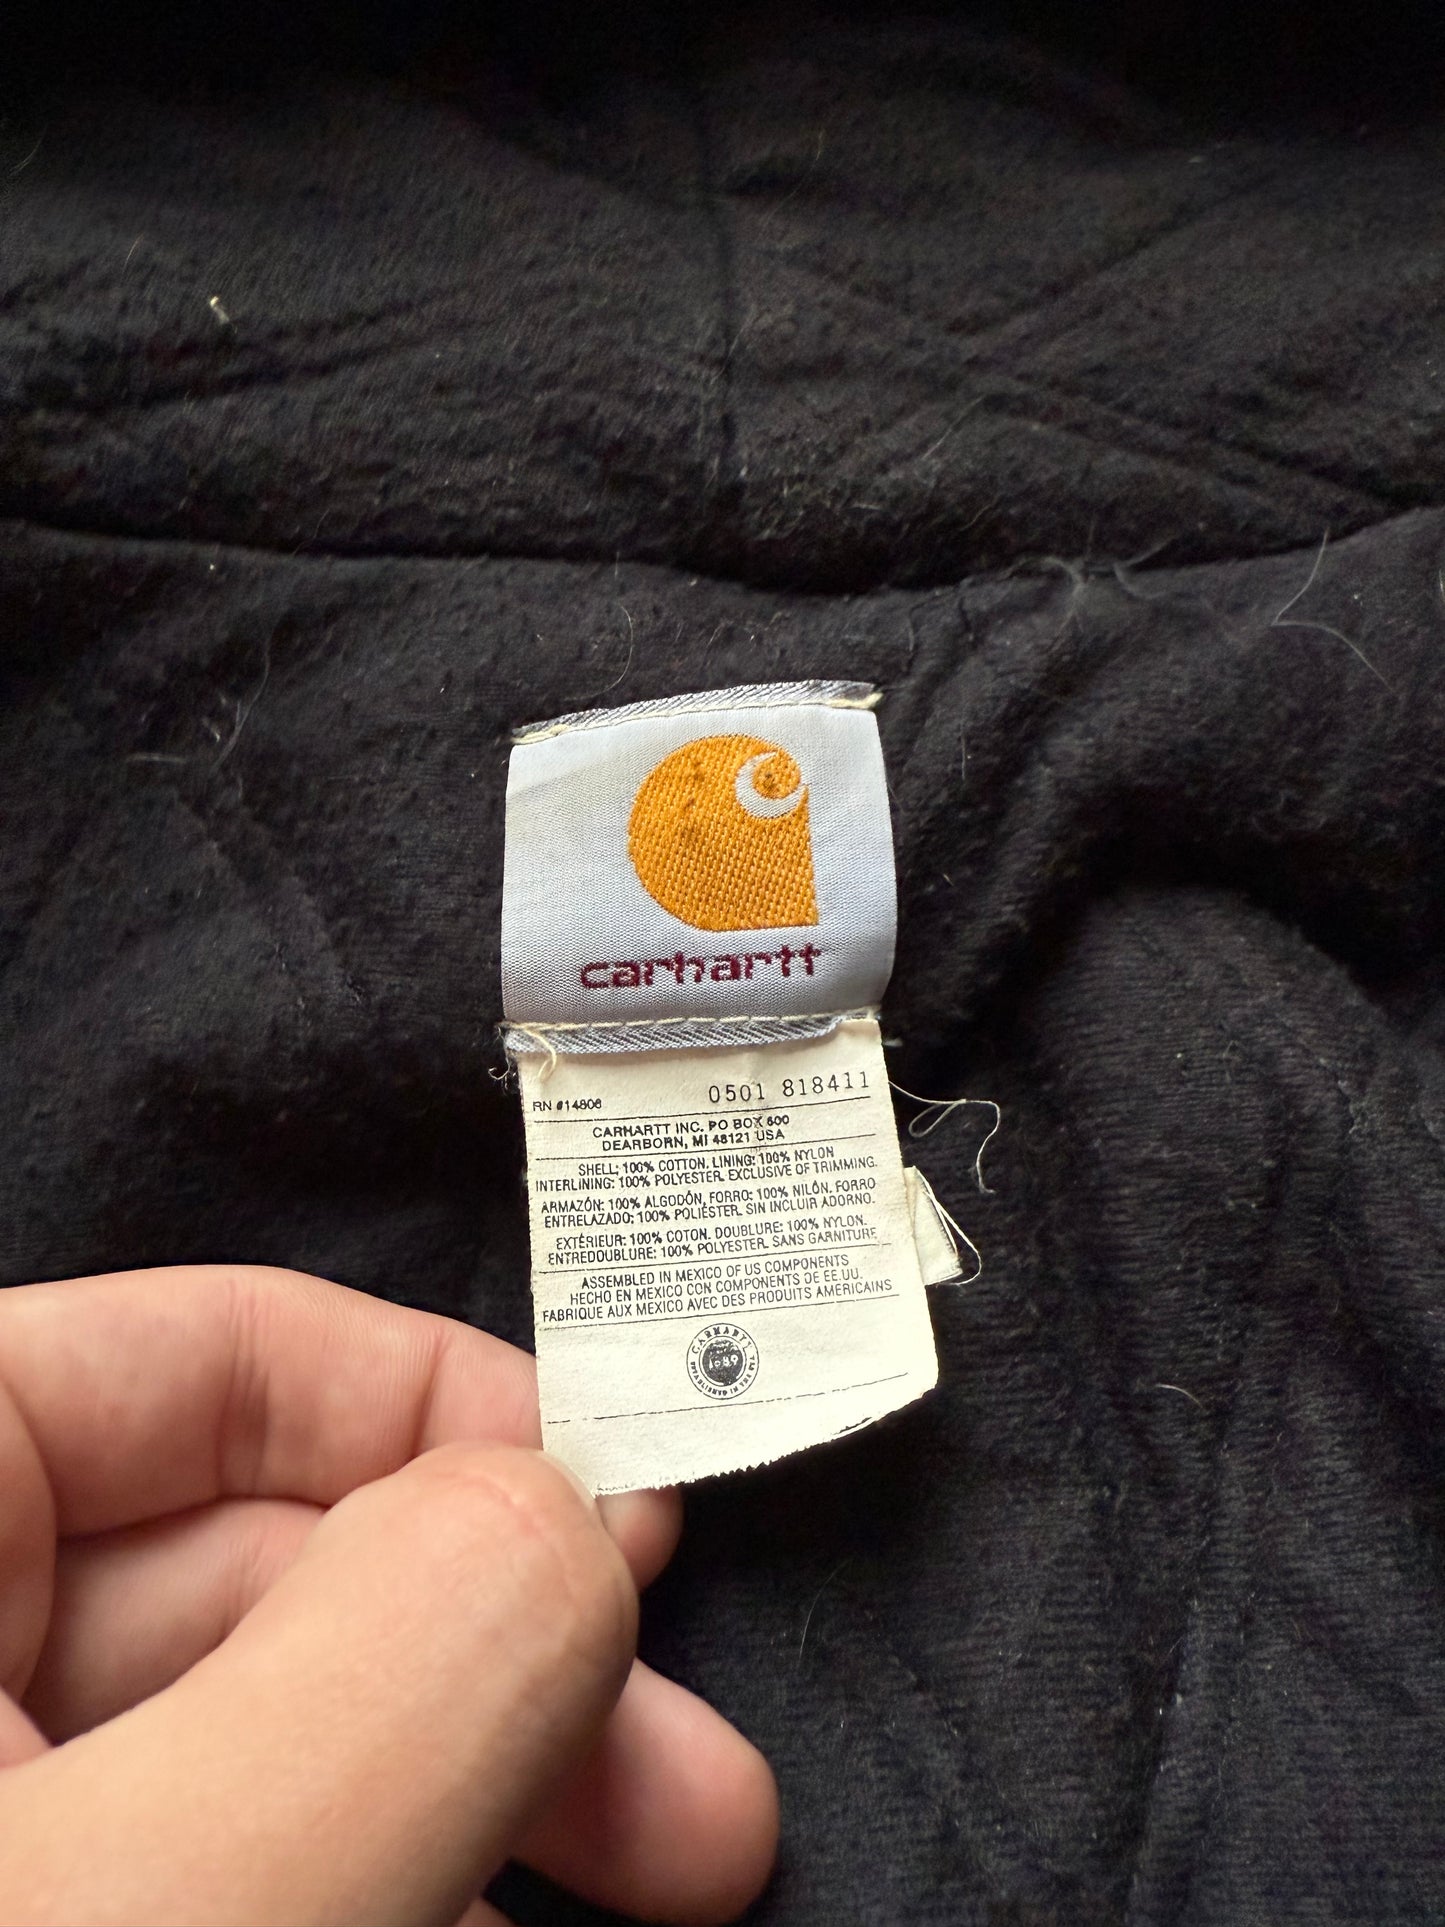 carhartt
RN #14806 0501 818411
CARHARTT INC. PO BOX 600
DEARBORN, MI 48121 USA
SHELL: 100% COTTON. LINING: 100% NYLON
INTERLINING: 100% POLYESTER. EXCLUSIVE OF TRIMMING.
ARMAZÓN: 100% ALGODÓN, FORRO: 100% NILÓN, FORRO
ENTRELAZADO: 100% POLIÉSTER. SIN INCLUIR ADORNO.
EXTÉRIEUR: 100% COTON. DOUBLURE: 100% NYLON.
ENTREDOUBLURE: 100% POLYESTER. SANS GARNITURE
ASSEMBLED IN MEXICO OF US COMPONENTS
HECHO EN MEXICO CON COMPONENTS DE EE.UU.
FABRIQUE AUX MEXICO AVEC DES PRODUITS AMERICAINS
CARHARTT
1889
ESTABLISHED IN